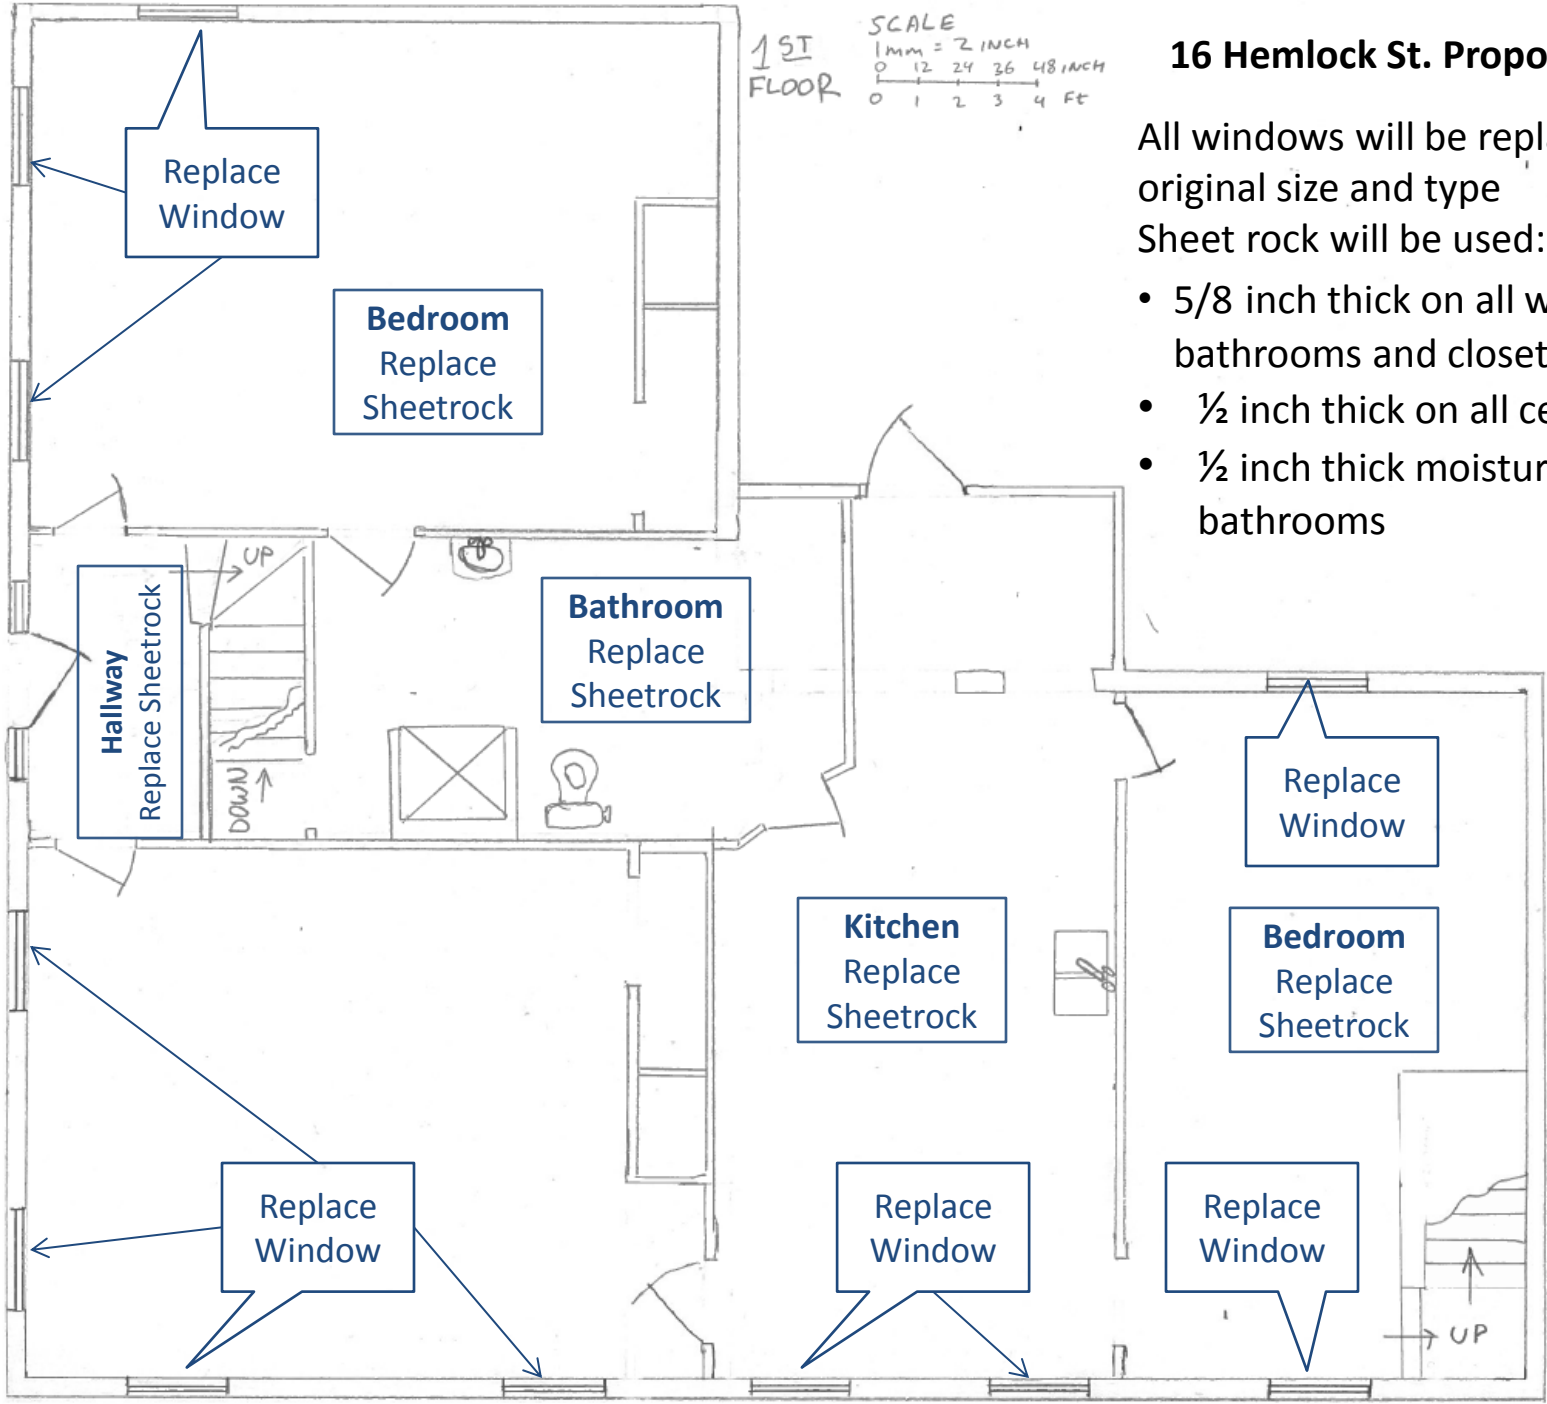 1 ST
FLOOR
SCALE
1mm = 2 INCH
0 12 24 36 48 INCH
0 1 2 3 4 Ft
16 Hemlock St. Propo
All windows will be repla
original size and type
Sheet rock will be used:
• 5/8 inch thick on all w
bathrooms and closet
• ½ inch thick on all ce
• ½ inch thick moistur
bathrooms
Replace
Window
Bedroom
Replace
Sheetrock
UP
Hallway
Replace Sheetrock
DOWN
Bathroom
Replace
Sheetrock
Replace
Window
Kitchen
Replace
Sheetrock
Bedroom
Replace
Sheetrock
Replace
Window
Replace
Window
Replace
Window
UP